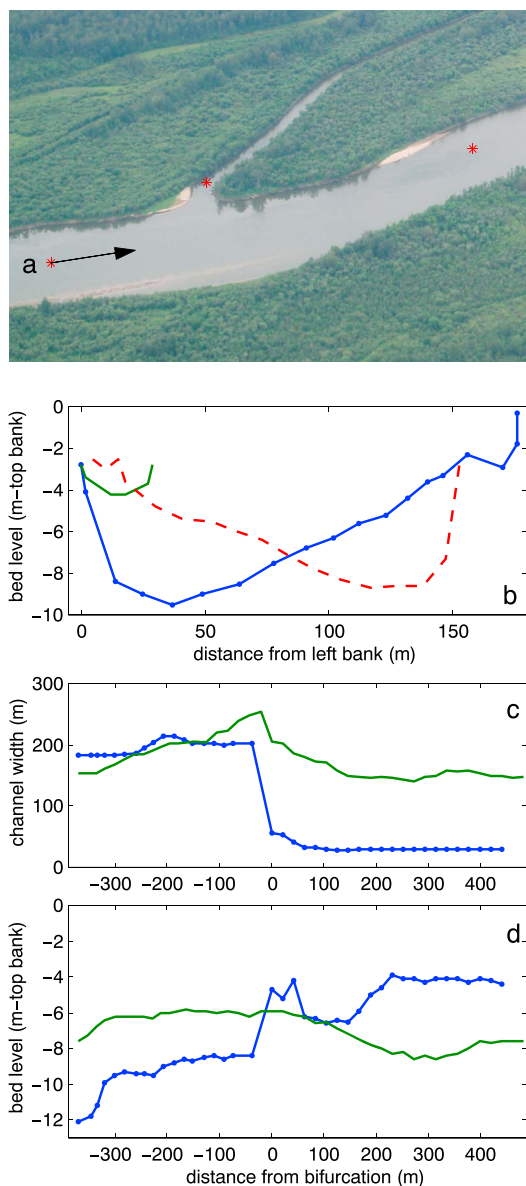 a
0
−2
−4
−6
−8
−10
bed level (m−top bank)
b
0 50 100 150
distance from left bank (m)
300
200
100
0
channel width (m)
c
−300 −200 −100 0 100 200 300 400
0
−2
−4
−6
−8
−10
−12
bed level (m−top bank)
d
−300 −200 −100 0 100 200 300 400
distance from bifurcation (m)